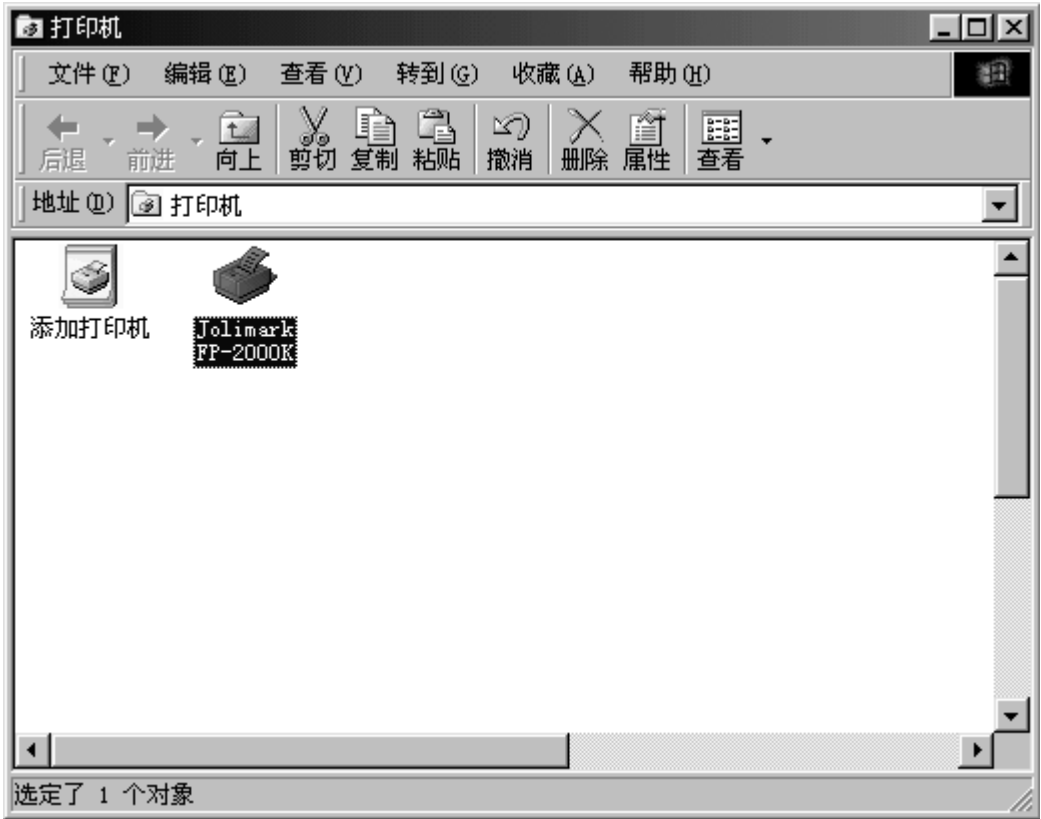 打印机
文件(F) 编辑(E) 查看(V) 转到(G) 收藏(A) 帮助(H)
后退 前进 向上 剪切 复制 粘贴 撤消 删除 属性 查看
地址(D) 打印机
添加打印机
Jolimark
FP-2000K
选定了 1 个对象